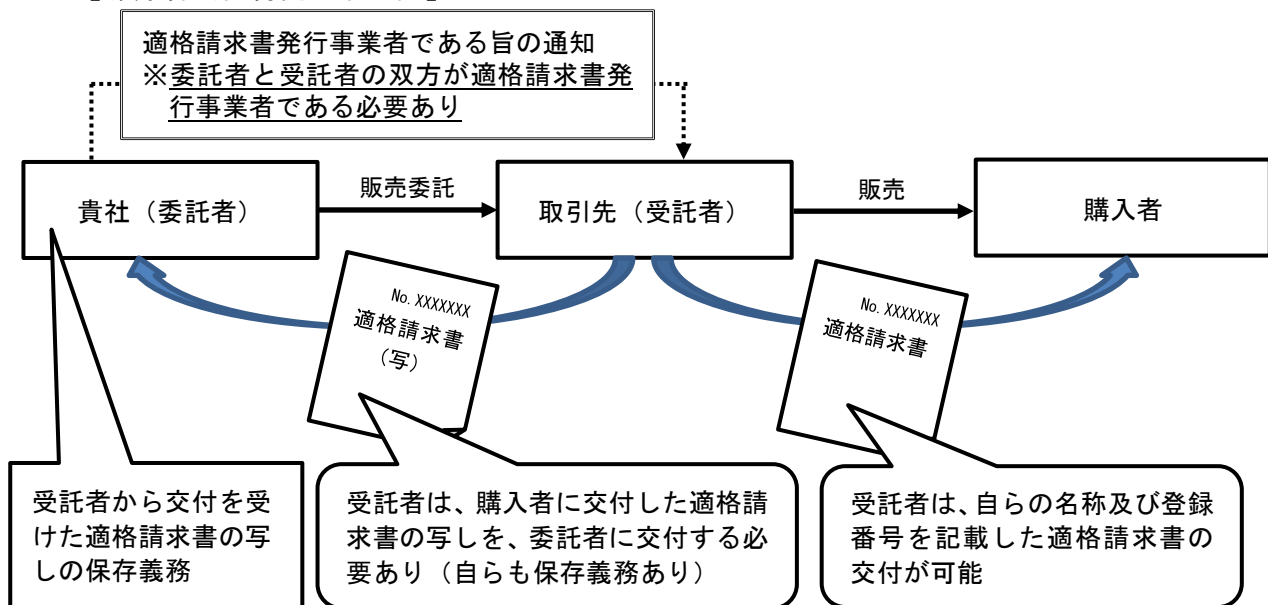 適格請求書発行事業者である旨の通知
※委託者と受託者の双方が適格請求書発
行事業者である必要あり
貴社（委託者）
販売委託
取引先（受託者）
販売
購入者
No. XXXXXXX
適格請求書
（写）
No. XXXXXXX
適格請求書
受託者から交付を受
けた適格請求書の写
しの保存義務
受託者は、購入者に交付した適格請
求書の写しを、委託者に交付する必
要あり（自らも保存義務あり）
受託者は、自らの名称及び登録
番号を記載した適格請求書の
交付が可能